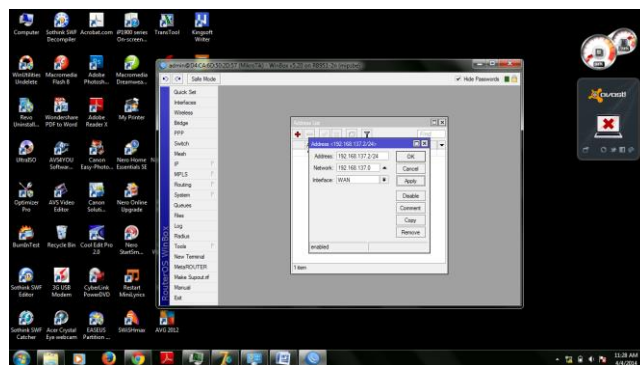 Computer
Sothink SWF Decompiler
Acrobat.com
iP1900 series On-screen...
TransTool
Kingsoft Writer
WinUtilities Undelete
Macromedia Flash 8
Adobe Photosh...
Macromedia Dreamwea...
Revo Uninstall...
Wondershare PDF to Word
Adobe Reader X
My Printer
UltraISO
AVS4YOU Softwar...
Canon Easy-Photo...
Nero Home Essentials SE
Optimizer Pro
AVS Video Editor
Canon Soluti...
Nero Online Upgrade
BurnInTest
Recycle Bin
Cool Edit Pro 2.0
Nero StartSm...
Sothink SWF Editor
3G USB Modem
CyberLink PowerDVD
Restart MiniLyrics
Sothink SWF Catcher
Acer Crystal Eye webcam
EASEUS Partition ...
SWiSHmax
AVG 2012
Safe Mode
Hide Passwords
Quick Set
Interfaces
Wireless
Bridge
PPP
Switch
Mesh
IP
MPLS
Routing
System
Queues
Files
Log
Radius
Tools
New Terminal
MetaROUTER
Make Supout.rif
Manual
Exit
RouterOS WinBox
Address List
Find
Address <192.168.137.2/24>
Address: 192.168.137.2/24
Network: 192.168.137.0
Interface: WAN
OK
Cancel
Apply
Disable
Comment
Copy
Remove
enabled
1 item
avast!
11:28 AM
4/4/2014